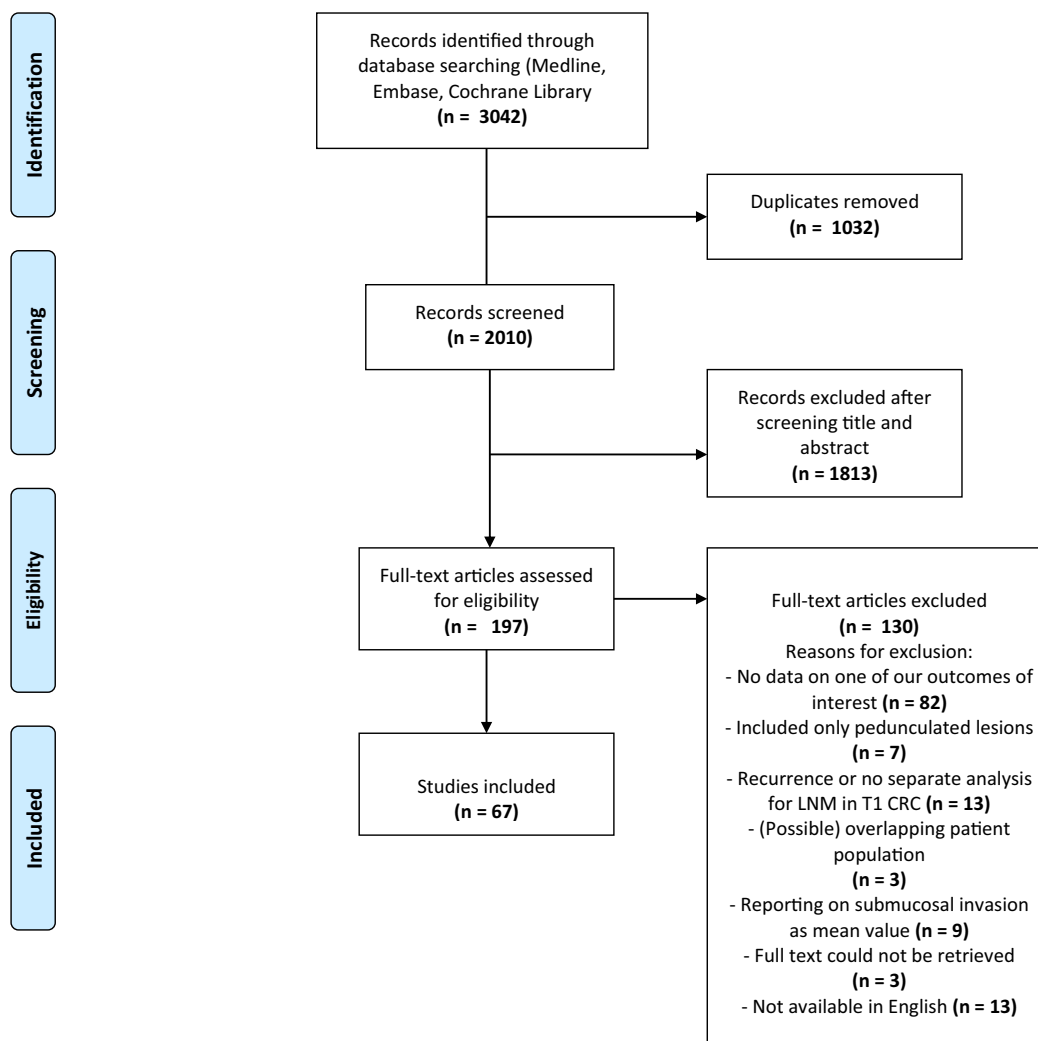 Identification
Records identified through
database searching (Medline,
Embase, Cochrane Library
(n = 3042)
Duplicates removed
(n = 1032)
Screening
Records screened
(n = 2010)
Records excluded after
screening title and
abstract
(n = 1813)
Eligibility
Full-text articles assessed
for eligibility
(n = 197)
Full-text articles excluded
(n = 130)
Reasons for exclusion:
- No data on one of our outcomes of
interest (n = 82)
- Included only pedunculated lesions
(n = 7)
- Recurrence or no separate analysis
for LNM in T1 CRC (n = 13)
- (Possible) overlapping patient
population
(n = 3)
- Reporting on submucosal invasion
as mean value (n = 9)
- Full text could not be retrieved
(n = 3)
- Not available in English (n = 13)
Included
Studies included
(n = 67)